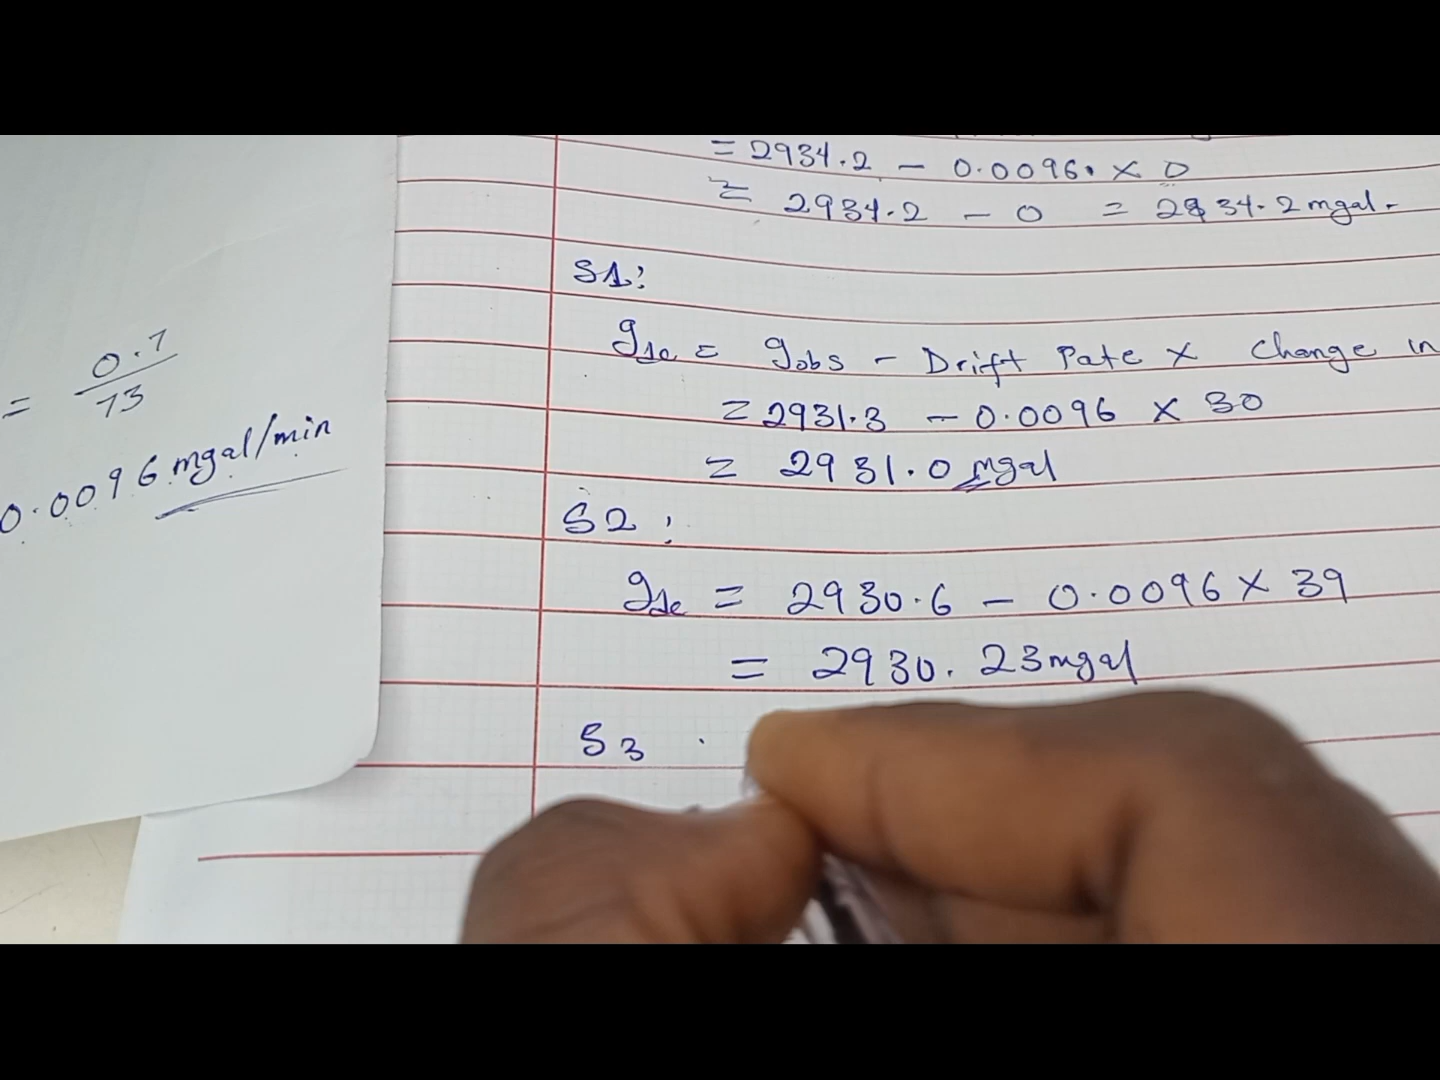 = 2934.2 - 0.0096 x 0
= 2934.2 - 0 = 2934.2 mgal.
S1:
g1c = gobs - Drift Rate x Change in
= 2931.3 - 0.0096 x 30
= 2931.0 mgal
S2:
g1c = 2930.6 - 0.0096 x 39
= 2930.23mgal
S3
= 0.7/73
0.0096 mgal/min